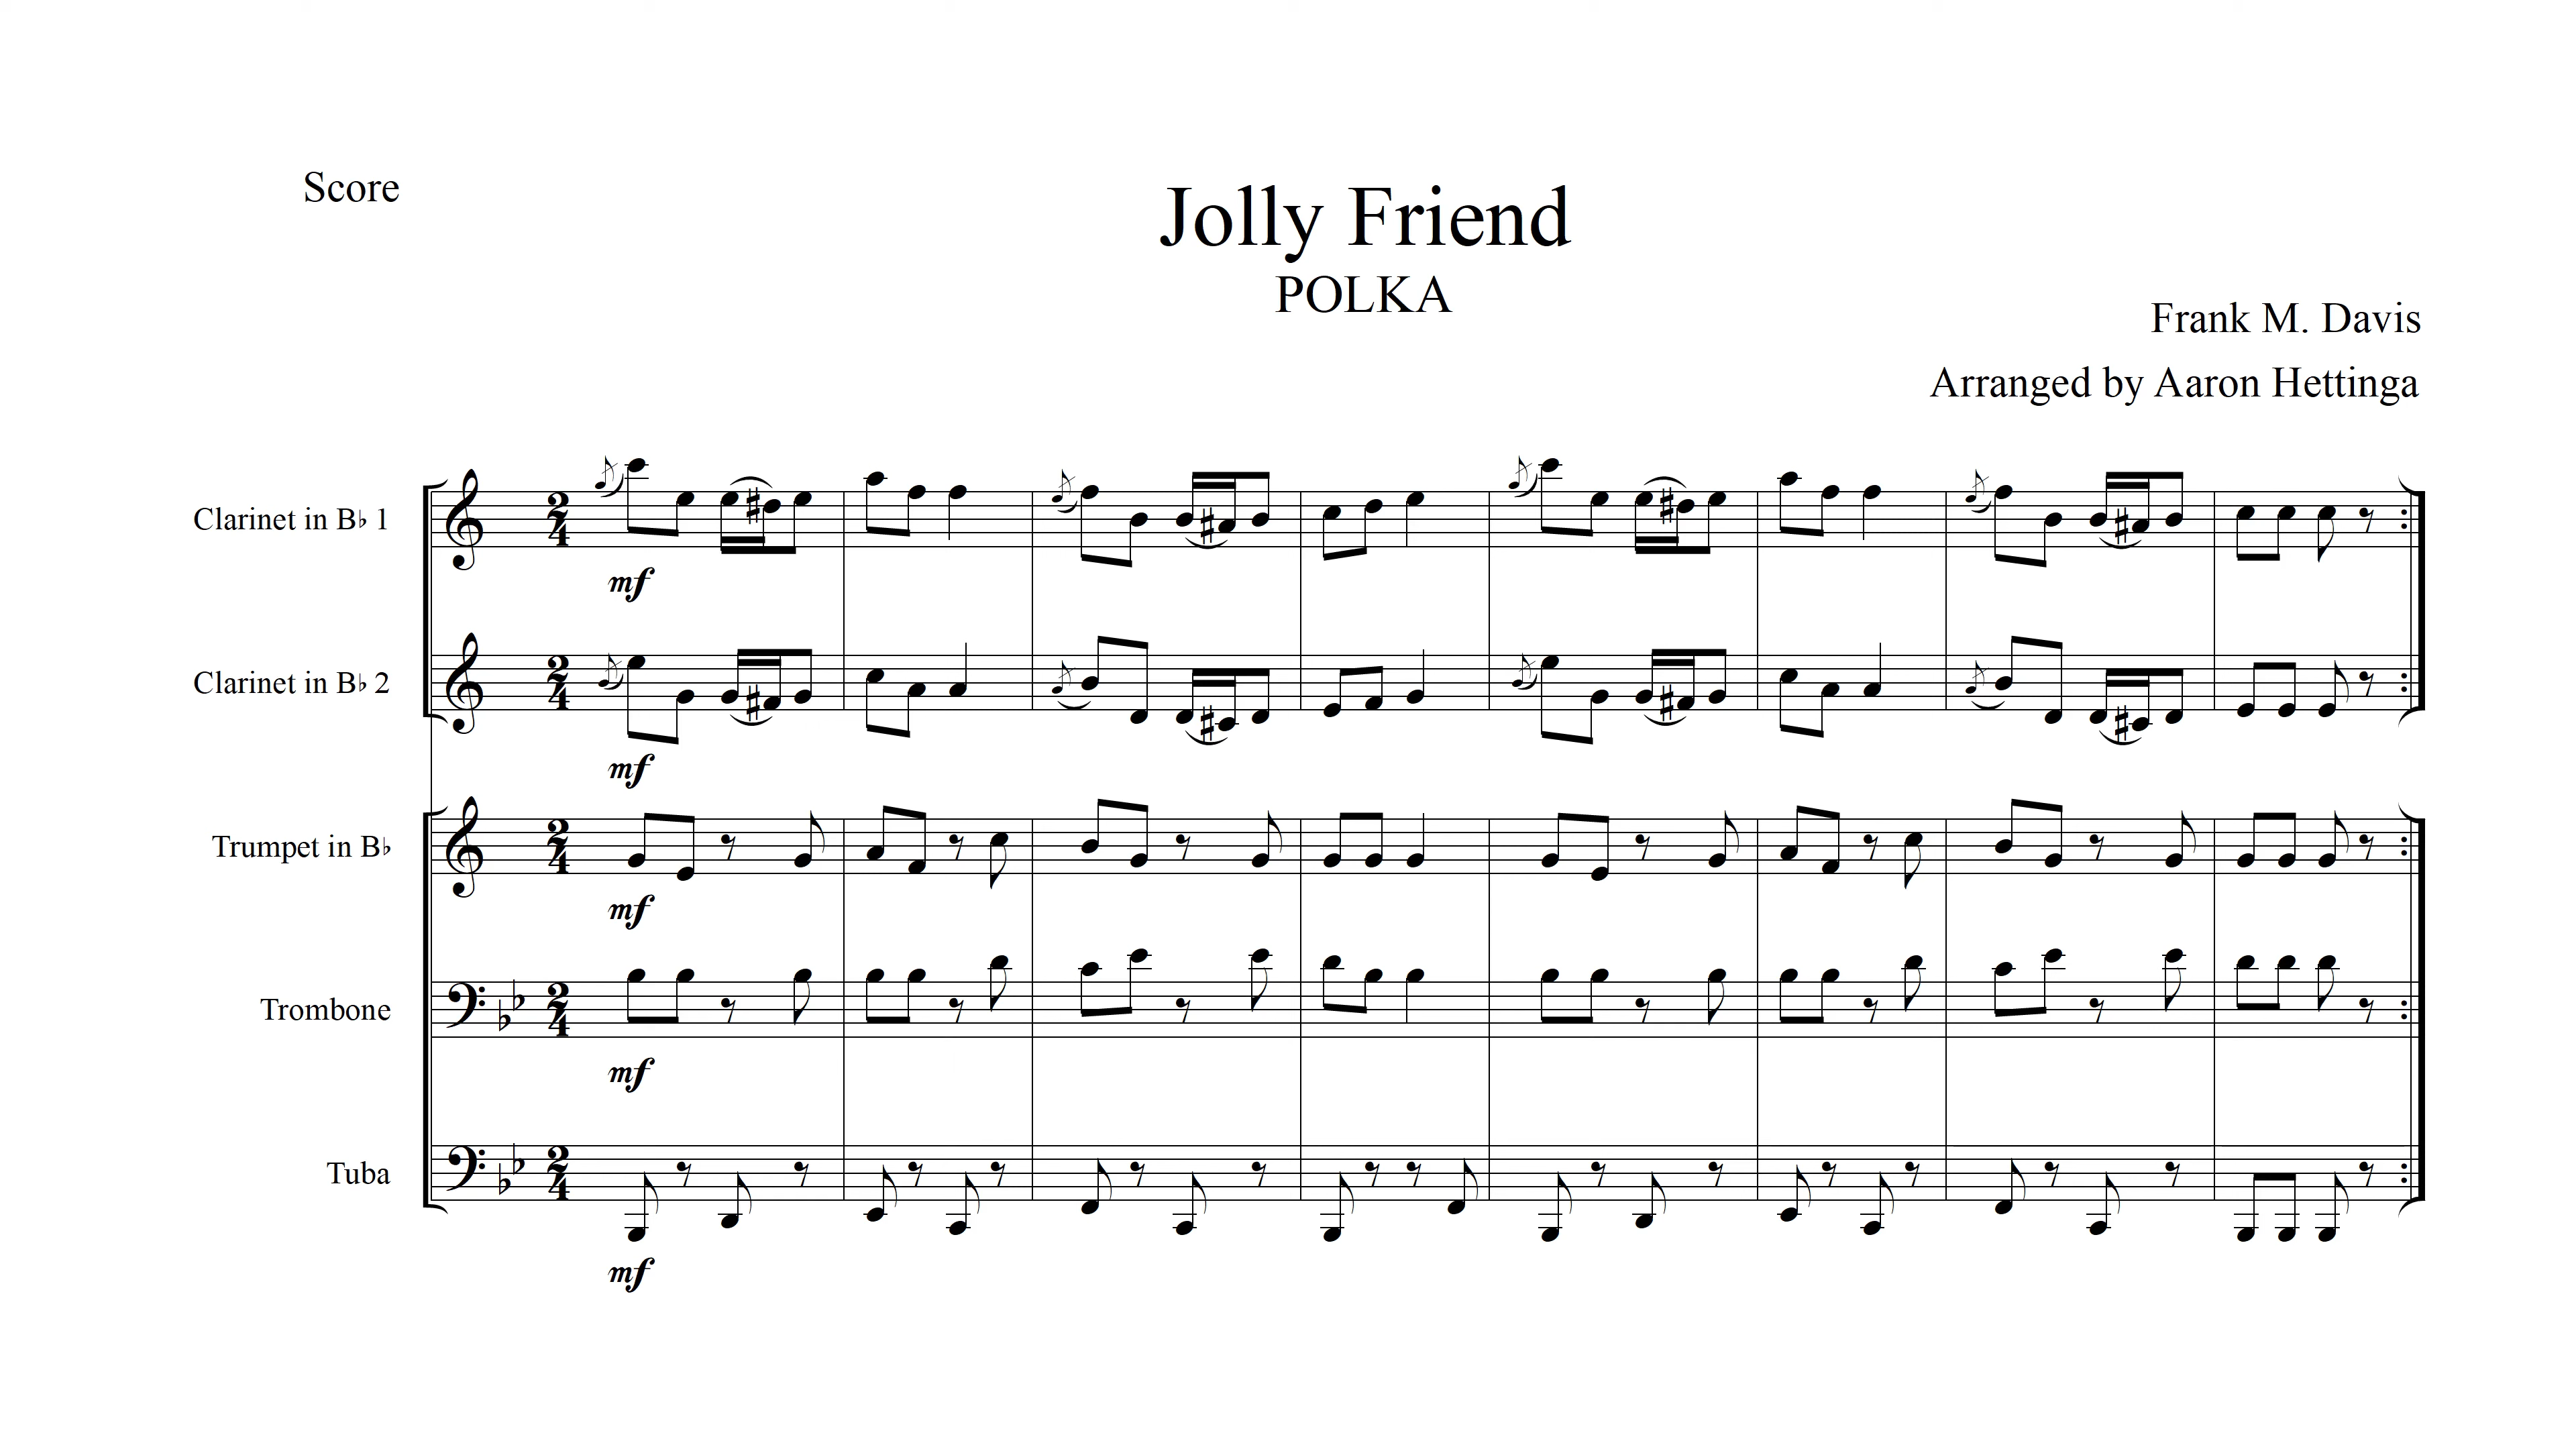 Score
Jolly Friend
POLKA
Frank M. Davis
Arranged by Aaron Hettinga
Clarinet in B♭ 1
mf
Clarinet in B♭ 2
mf
Trumpet in B♭
mf
Trombone
mf
Tuba
mf